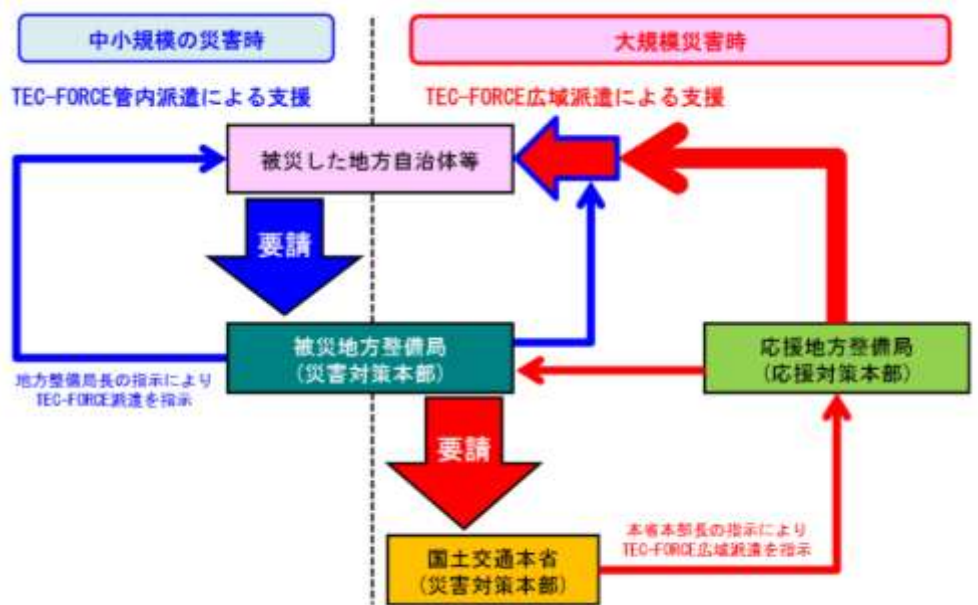 中小規模の災害時
大規模災害時
TEC-FORCE管内派遣による支援
TEC-FORCE広域派遣による支援
被災した地方自治体等
要請
被災地方整備局
(災害対策本部)
応援地方整備局
(応援対策本部)
地方整備局長の指示により
TEC-FORCE派遣を指示
要請
本省本部長の指示により
TEC-FORCE広域派遣を指示
国土交通本省
(災害対策本部)